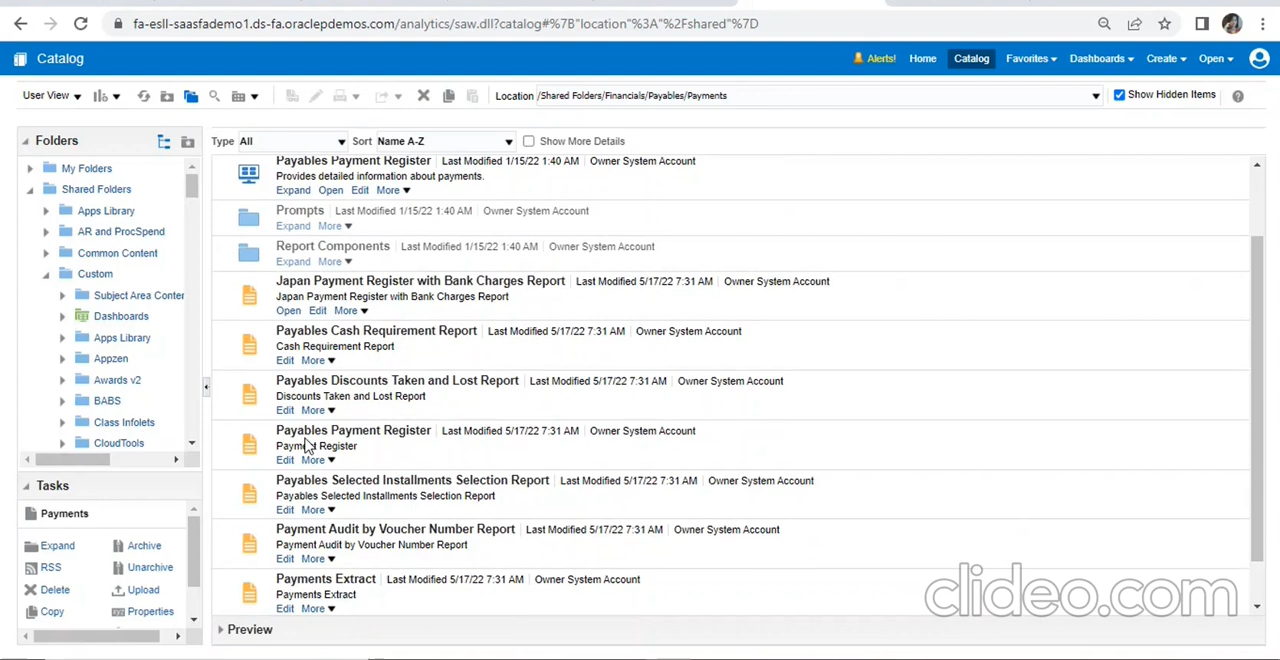 fa-esll-saasfademo1.ds-fa.oraclepdemos.com/analytics/saw.dll?catalog#%7B"location"%3A"%2Fshared"%7D
Catalog
Alerts! Home Catalog Favorites Dashboards Create Open
User View
Location /Shared Folders/Financials/Payables/Payments
Show Hidden Items
Folders
My Folders
Shared Folders
Apps Library
AR and ProcSpend
Common Content
Custom
Subject Area Conter
Dashboards
Apps Library
Appzen
Awards v2
BABS
Class Infolets
CloudTools
Tasks
Payments
Expand Archive
RSS Unarchive
Delete Upload
Copy Properties
Type All Sort Name A-Z Show More Details
Payables Payment Register Last Modified 1/15/22 1:40 AM Owner System Account
Provides detailed information about payments.
Expand Open Edit More
Prompts Last Modified 1/15/22 1:40 AM Owner System Account
Expand More
Report Components Last Modified 1/15/22 1:40 AM Owner System Account
Expand More
Japan Payment Register with Bank Charges Report Last Modified 5/17/22 7:31 AM Owner System Account
Japan Payment Register with Bank Charges Report
Open Edit More
Payables Cash Requirement Report Last Modified 5/17/22 7:31 AM Owner System Account
Cash Requirement Report
Edit More
Payables Discounts Taken and Lost Report Last Modified 5/17/22 7:31 AM Owner System Account
Discounts Taken and Lost Report
Edit More
Payables Payment Register Last Modified 5/17/22 7:31 AM Owner System Account
Payment Register
Edit More
Payables Selected Installments Selection Report Last Modified 5/17/22 7:31 AM Owner System Account
Payables Selected Installments Selection Report
Edit More
Payment Audit by Voucher Number Report Last Modified 5/17/22 7:31 AM Owner System Account
Payment Audit by Voucher Number Report
Edit More
Payments Extract Last Modified 5/17/22 7:31 AM Owner System Account
Payments Extract
Edit More
Preview
clideo.com